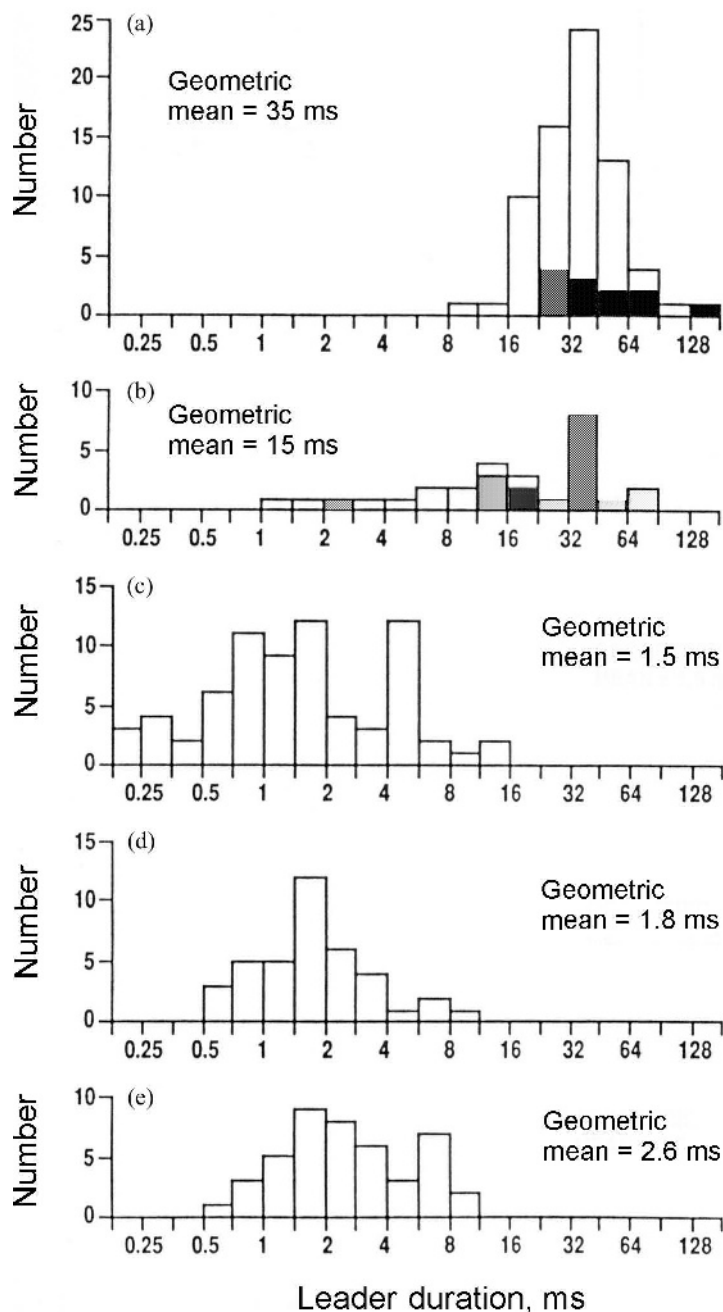 (a)
Geometric
mean = 35 ms
Number
25
20
15
10
5
0
0.25 0.5 1 2 4 8 16 32 64 128
(b)
Geometric
mean = 15 ms
Number
10
5
0
0.25 0.5 1 2 4 8 16 32 64 128
(c)
Geometric
mean = 1.5 ms
Number
15
10
5
0
0.25 0.5 1 2 4 8 16 32 64 128
(d)
Geometric
mean = 1.8 ms
Number
15
10
5
0
0.25 0.5 1 2 4 8 16 32 64 128
(e)
Geometric
mean = 2.6 ms
Number
10
5
0
0.25 0.5 1 2 4 8 16 32 64 128
Leader duration, ms